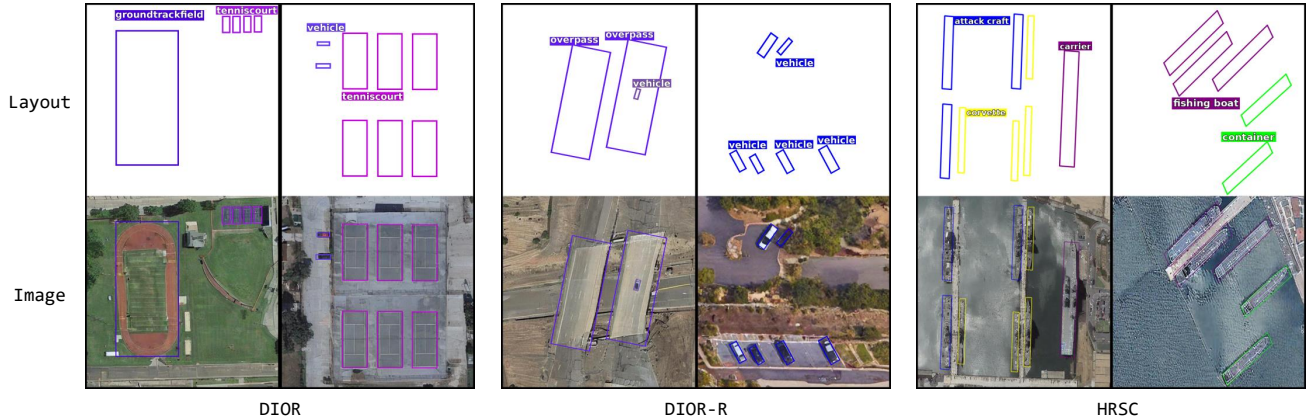 groundtrackfield
tenniscourt
vehicle
tenniscourt
overpass
overpass
vehicle
vehicle
vehicle
vehicle
vehicle
attack craft
carrier
corvette
fishing boat
container
Layout
Image
DIOR
DIOR-R
HRSC